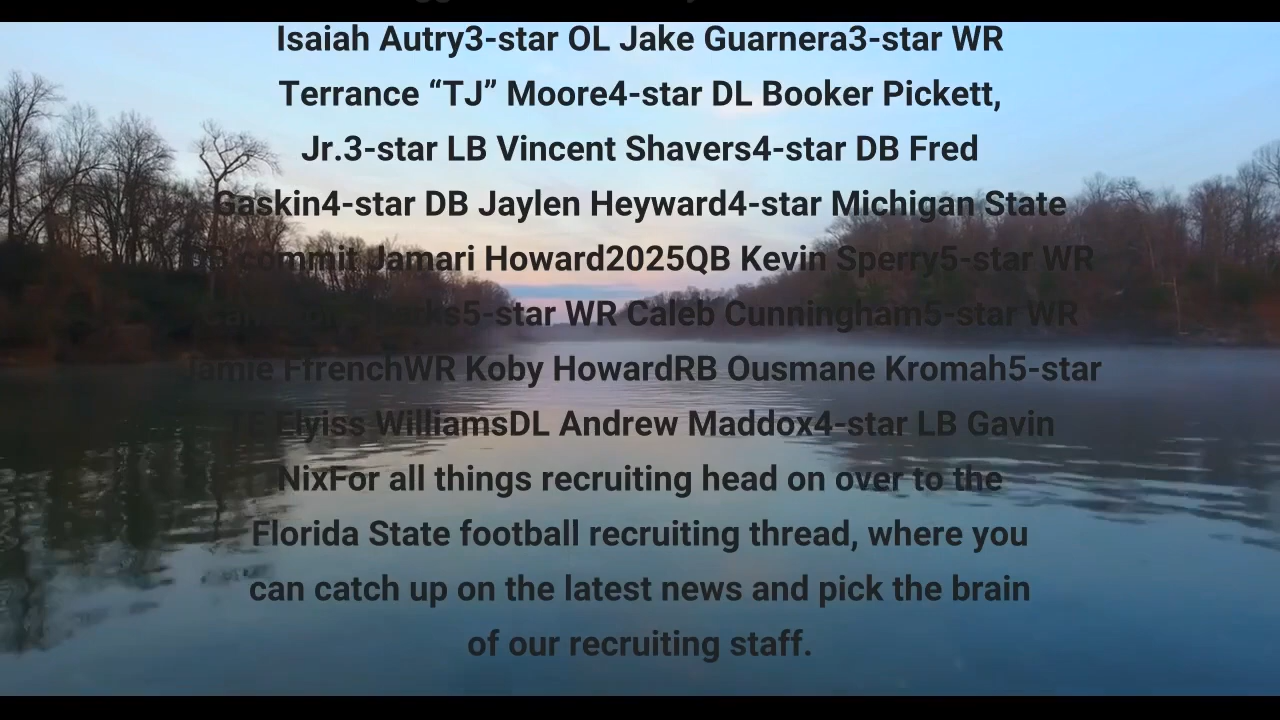 Isaiah Autry3-star OL Jake Guarnera3-star WR
Terrance “TJ” Moore4-star DL Booker Pickett,
Jr.3-star LB Vincent Shavers4-star DB Fred
Gaskin4-star DB Jaylen Heyward4-star Michigan State
DB commit Jamari Howard2025QB Kevin Sperry5-star WR
5-star WR Caleb Cunningham5-star WR
Jamie FfrenchWR Koby HowardRB Ousmane Kromah5-star
TE Elyiss WilliamsDL Andrew Maddox4-star LB Gavin
NixFor all things recruiting head on over to the
Florida State football recruiting thread, where you
can catch up on the latest news and pick the brain
of our recruiting staff.